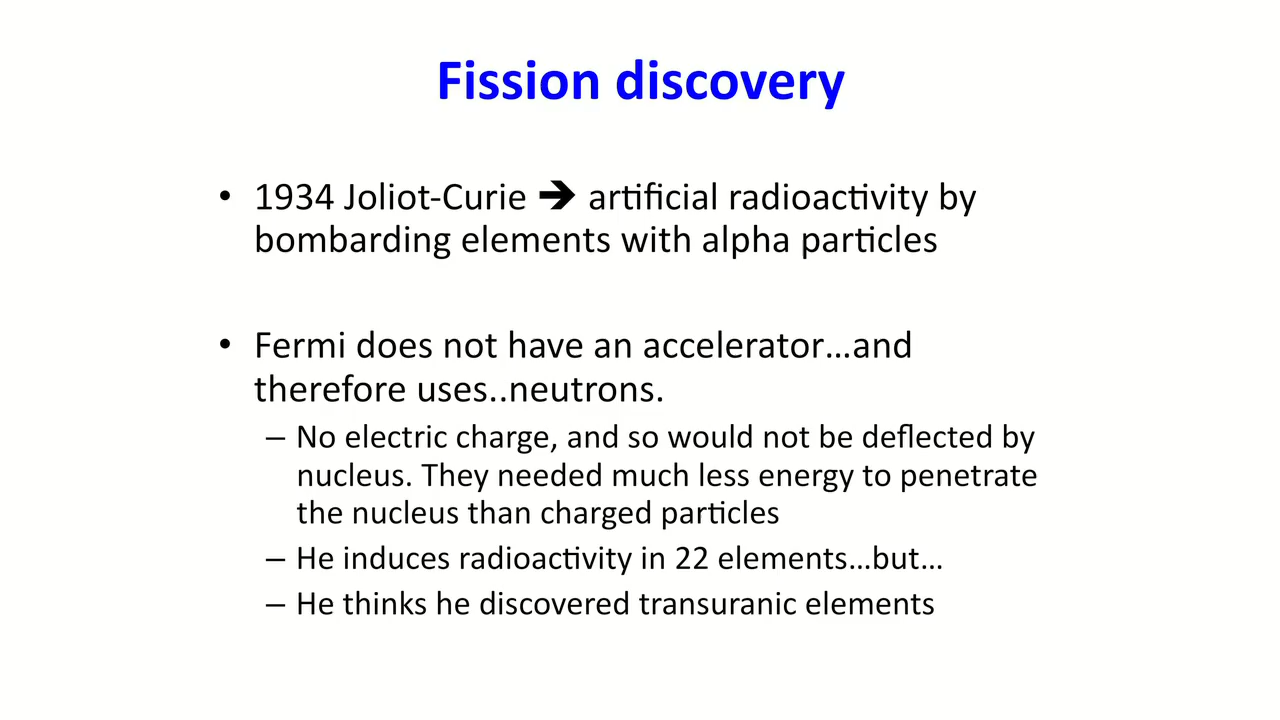 Fission discovery
• 1934 Joliot-Curie ➔ artificial radioactivity by
bombarding elements with alpha particles
• Fermi does not have an accelerator…and
therefore uses..neutrons.
– No electric charge, and so would not be deflected by
nucleus. They needed much less energy to penetrate
the nucleus than charged particles
– He induces radioactivity in 22 elements…but…
– He thinks he discovered transuranic elements